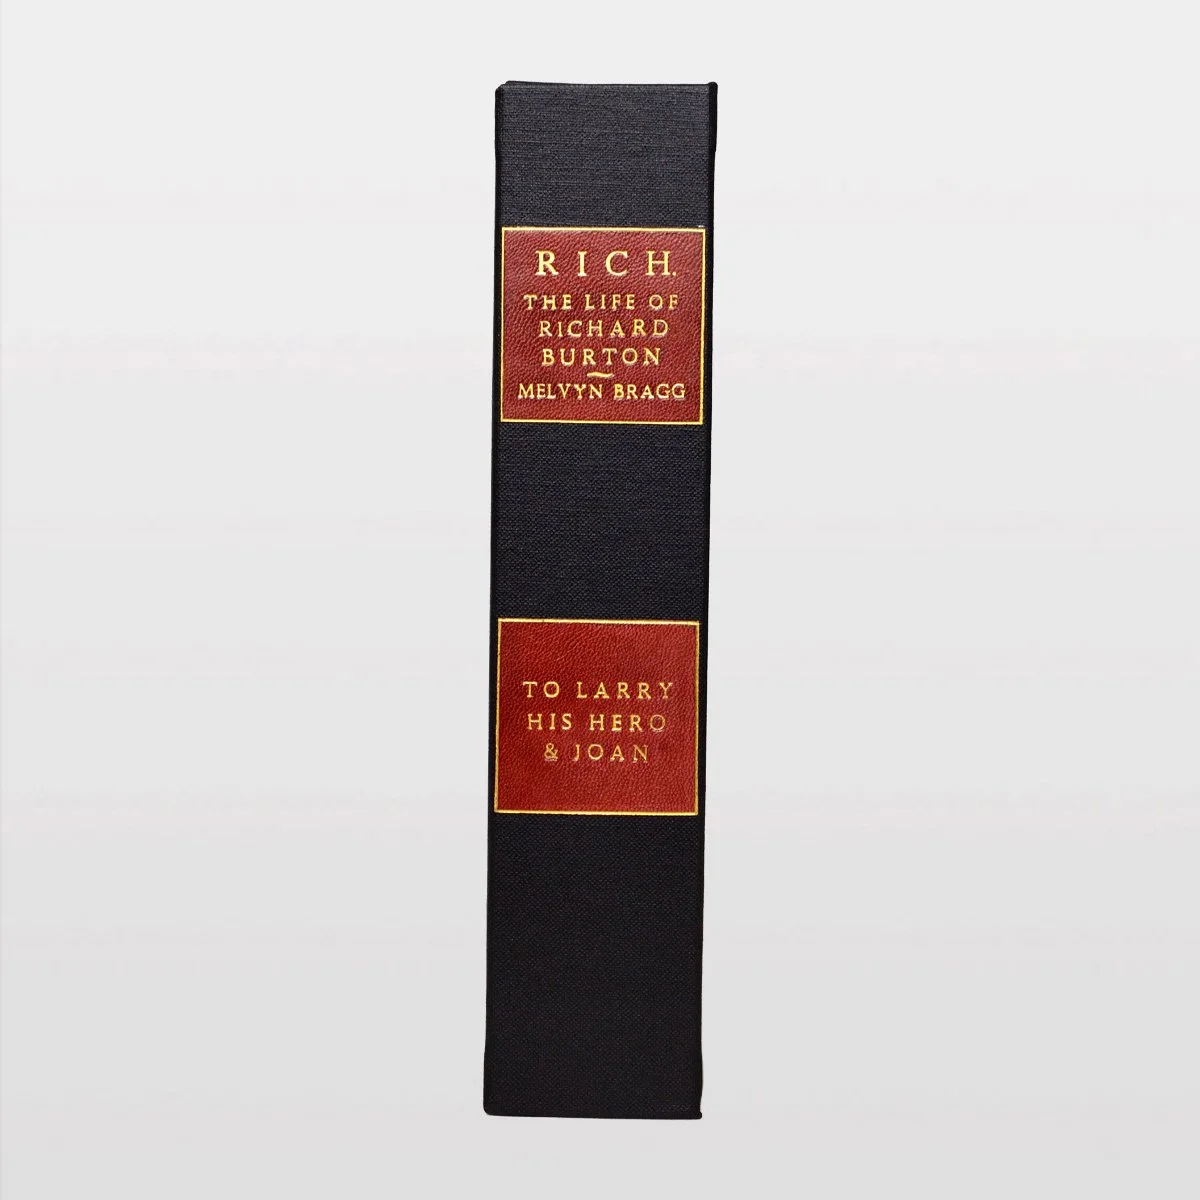 RICH.
THE LIFE OF
RICHARD
BURTON
MELVYN BRAGG
TO LARRY
HIS HERO
& JOAN